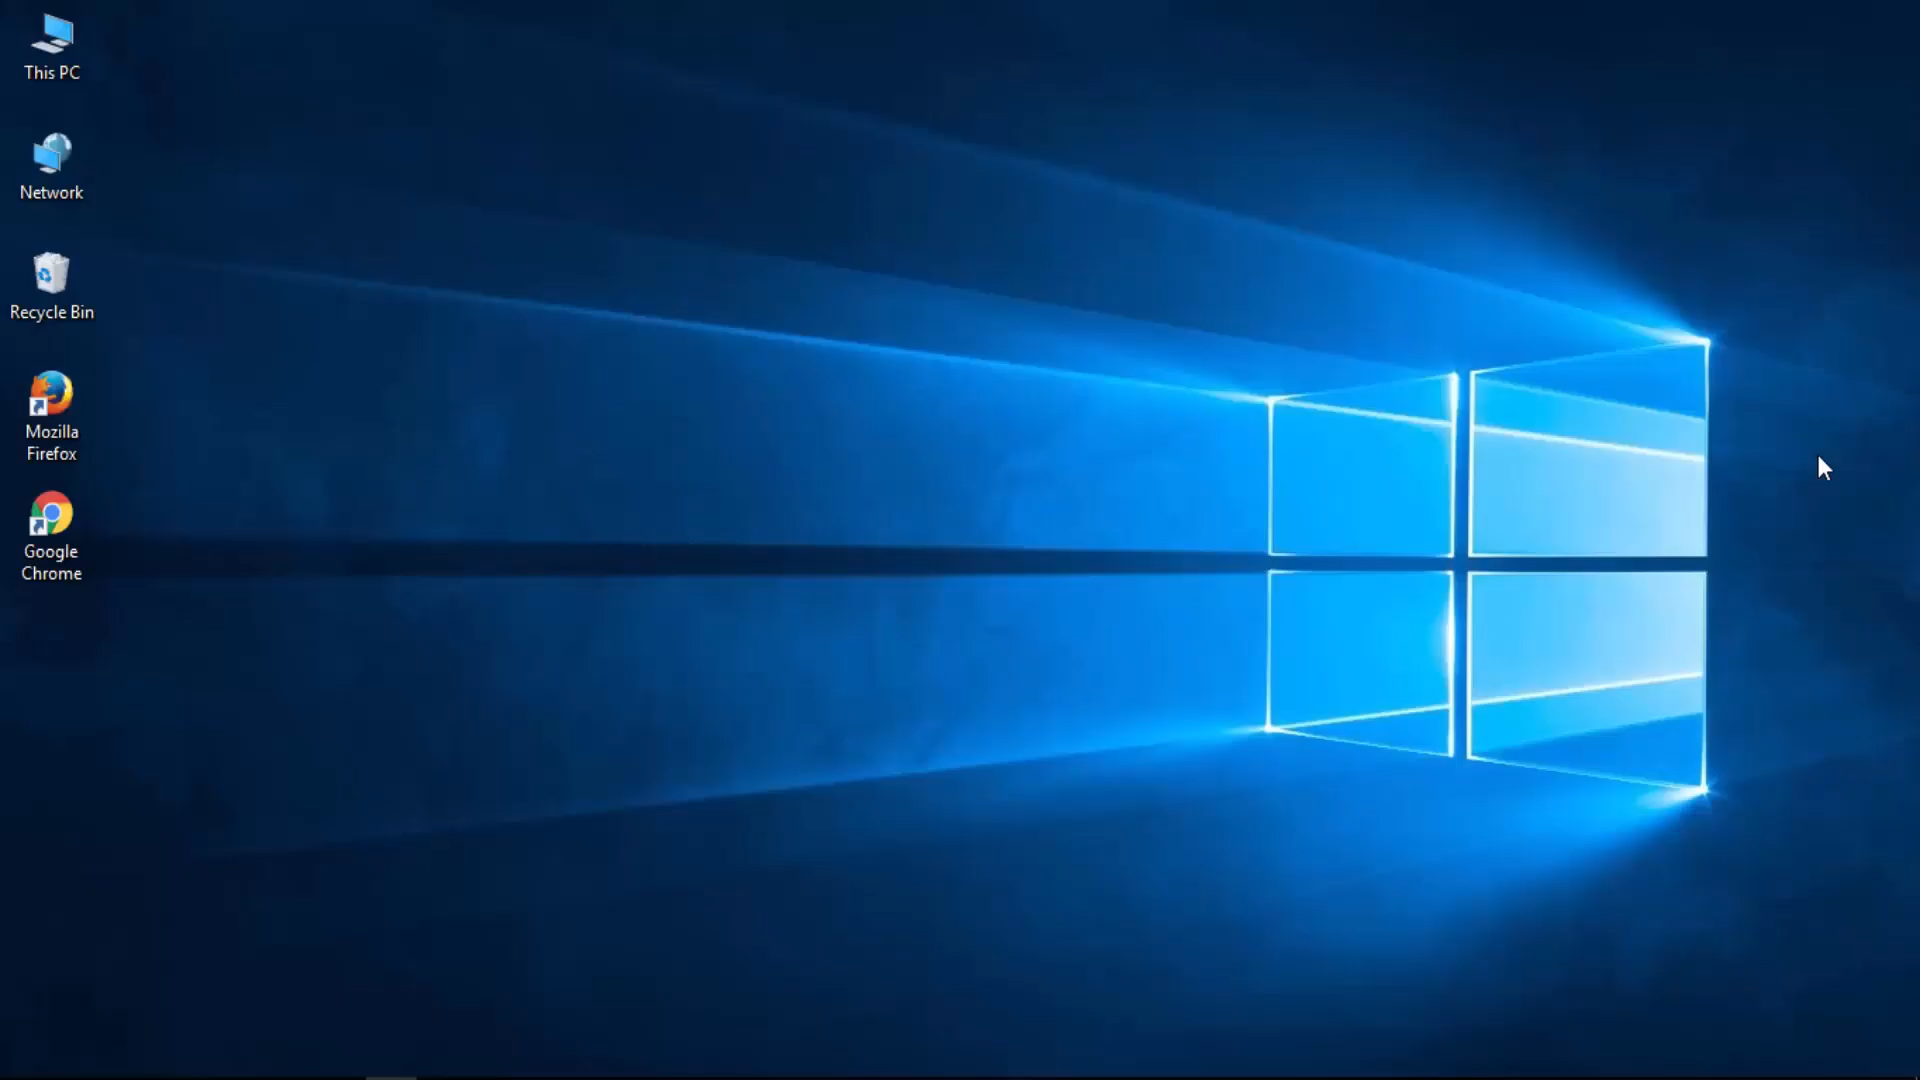 This PC
Network
Recycle Bin
Mozilla
Firefox
Google
Chrome